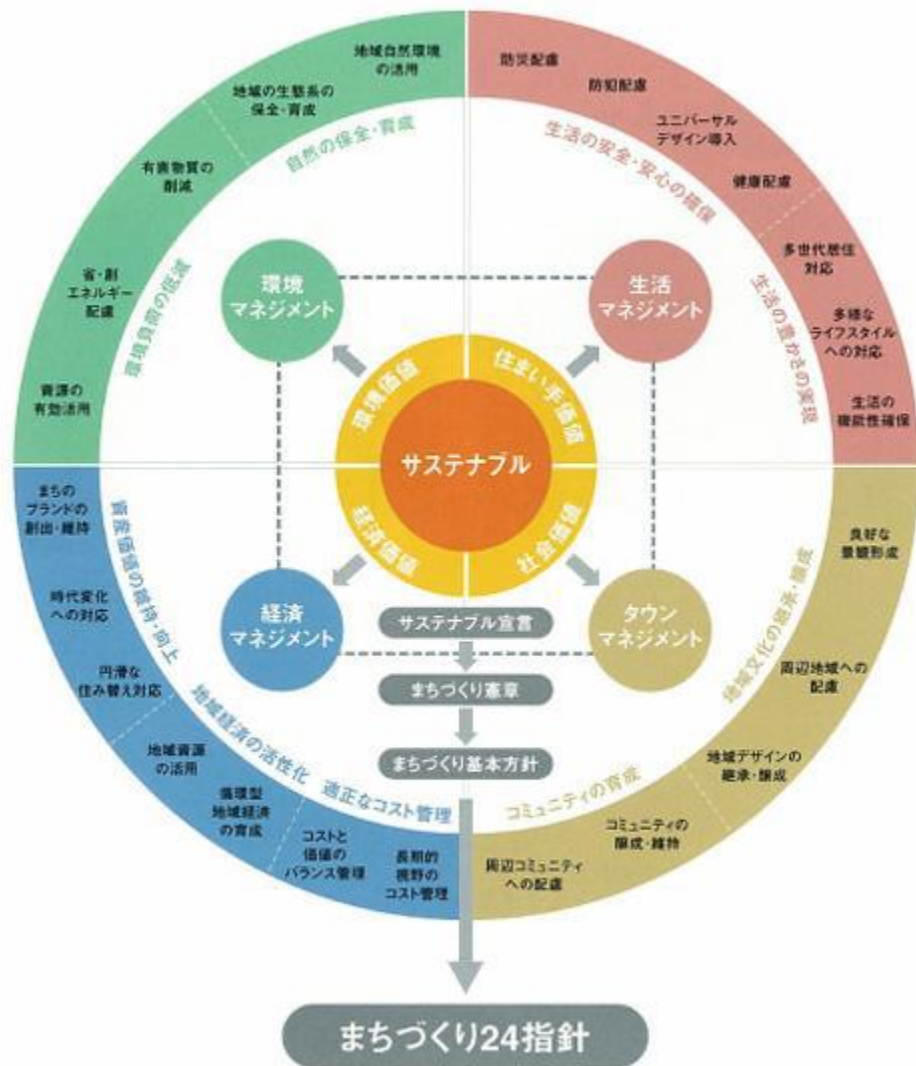 地域自然環境
の活用
地域の生態系の
保全・育成
有害物質の
削減
省・創
エネルギー
配慮
資源の
有効活用
自然の保全・育成
環境負荷の低減
防災配慮
防犯配慮
ユニバーサル
デザイン導入
健康配慮
多世代居住
対応
多様な
ライフスタイル
への対応
生活の
機能性確保
生活の安全・安心の確保
生活の豊かさの実現
環境
マネジメント
生活
マネジメント
環境価値
住まい手価値
サステナブル
経済価値
社会価値
経済
マネジメント
タウン
マネジメント
サステナブル宣言
まちづくり憲章
まちづくり基本方針
まちの
ブランドの
創出・維持
時代変化
への対応
円滑な
住み替え対応
地域資源
の活用
循環型
地域経済
の育成
コストと
価値の
バランス管理
長期的
視野の
コスト管理
資産価値の維持・向上
地域経済の活性化
適正なコスト管理
良好な
景観形成
周辺地域への
配慮
地域デザインの
継承・醸成
コミュニティの
醸成・維持
周辺コミュニティ
への配慮
地域文化の継承・醸成
コミュニティの育成
まちづくり24指針